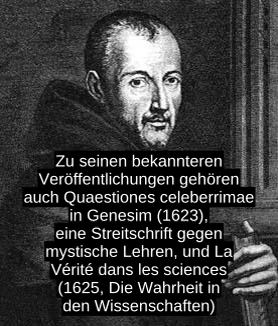 Zu seinen bekannteren
Veröffentlichungen gehören
auch Quaestiones celeberrimae
in Genesim (1623),
eine Streitschrift gegen
mystische Lehren, und La
Vérité dans les sciences
(1625, Die Wahrheit in
den Wissenschaften)